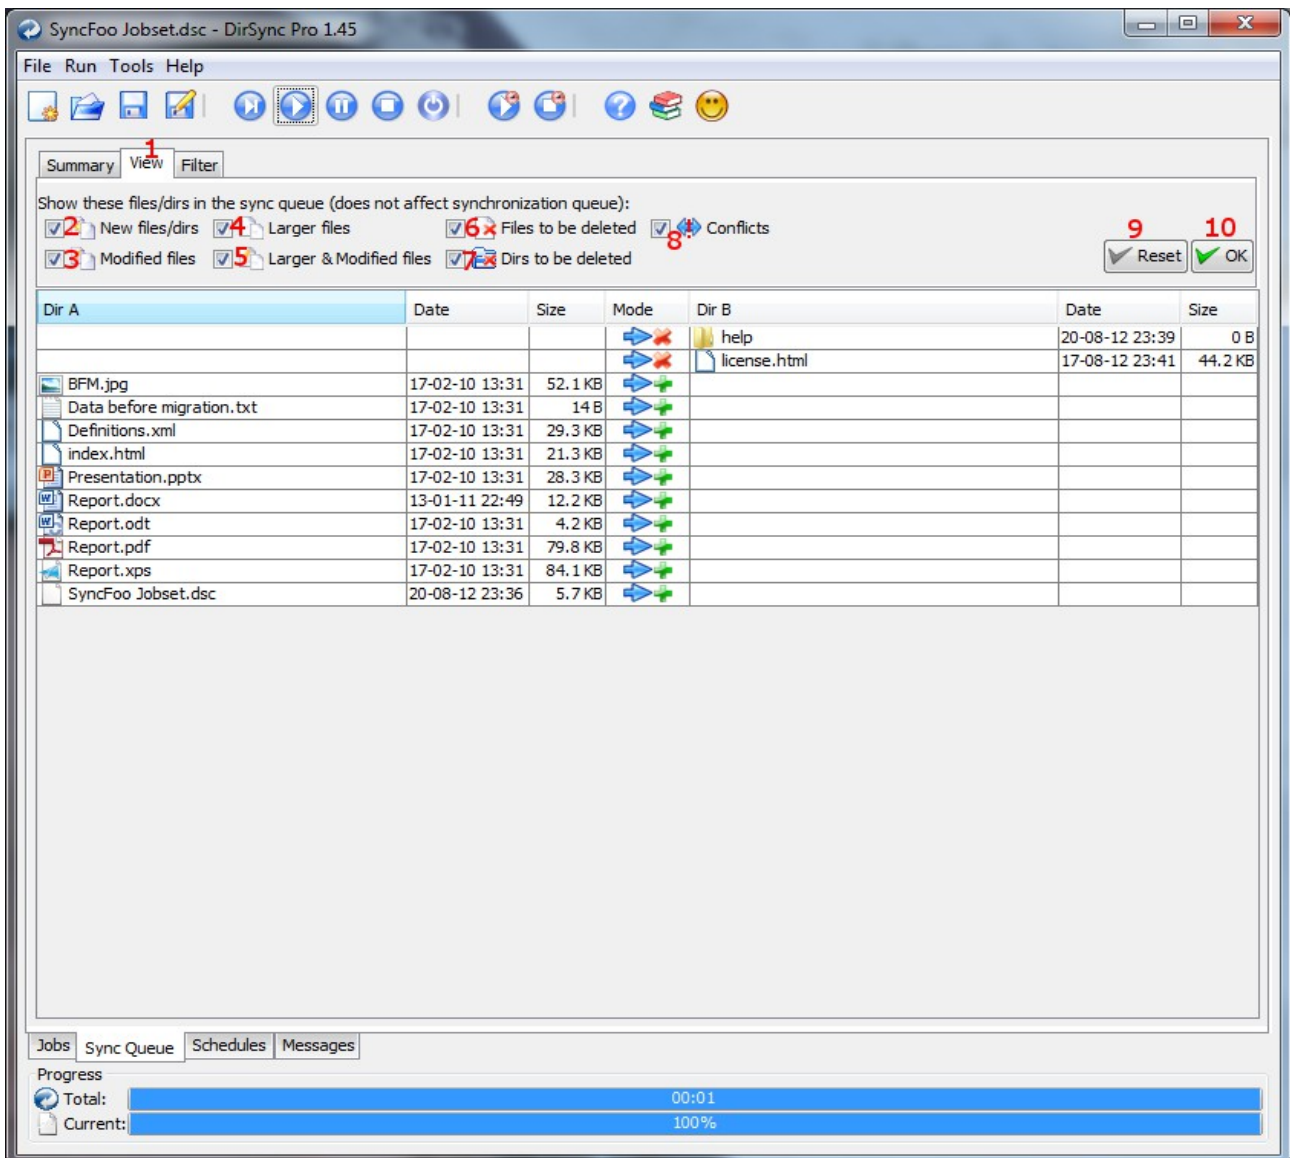 SyncFoo Jobset.dsc - DirSync Pro 1.45
File Run Tools Help
1
Summary View Filter
Show these files/dirs in the sync queue (does not affect synchronization queue):
2 New files/dirs 4 Larger files 6 Files to be deleted 8 Conflicts
9 10
3 Modified files 5 Larger & Modified files 7 Dirs to be deleted Reset OK
Dir A Date Size Mode Dir B Date Size
help 20-08-12 23:39 0 B
license.html 17-08-12 23:41 44.2 KB
BFM.jpg 17-02-10 13:31 52.1 KB
Data before migration.txt 17-02-10 13:31 14 B
Definitions.xml 17-02-10 13:31 29.3 KB
index.html 17-02-10 13:31 21.3 KB
Presentation.pptx 17-02-10 13:31 28.3 KB
Report.docx 13-01-11 22:49 12.2 KB
Report.odt 17-02-10 13:31 4.2 KB
Report.pdf 17-02-10 13:31 79.8 KB
Report.xps 17-02-10 13:31 84.1 KB
SyncFoo Jobset.dsc 20-08-12 23:36 5.7 KB
Jobs Sync Queue Schedules Messages
Progress
Total: 00:01
Current: 100%